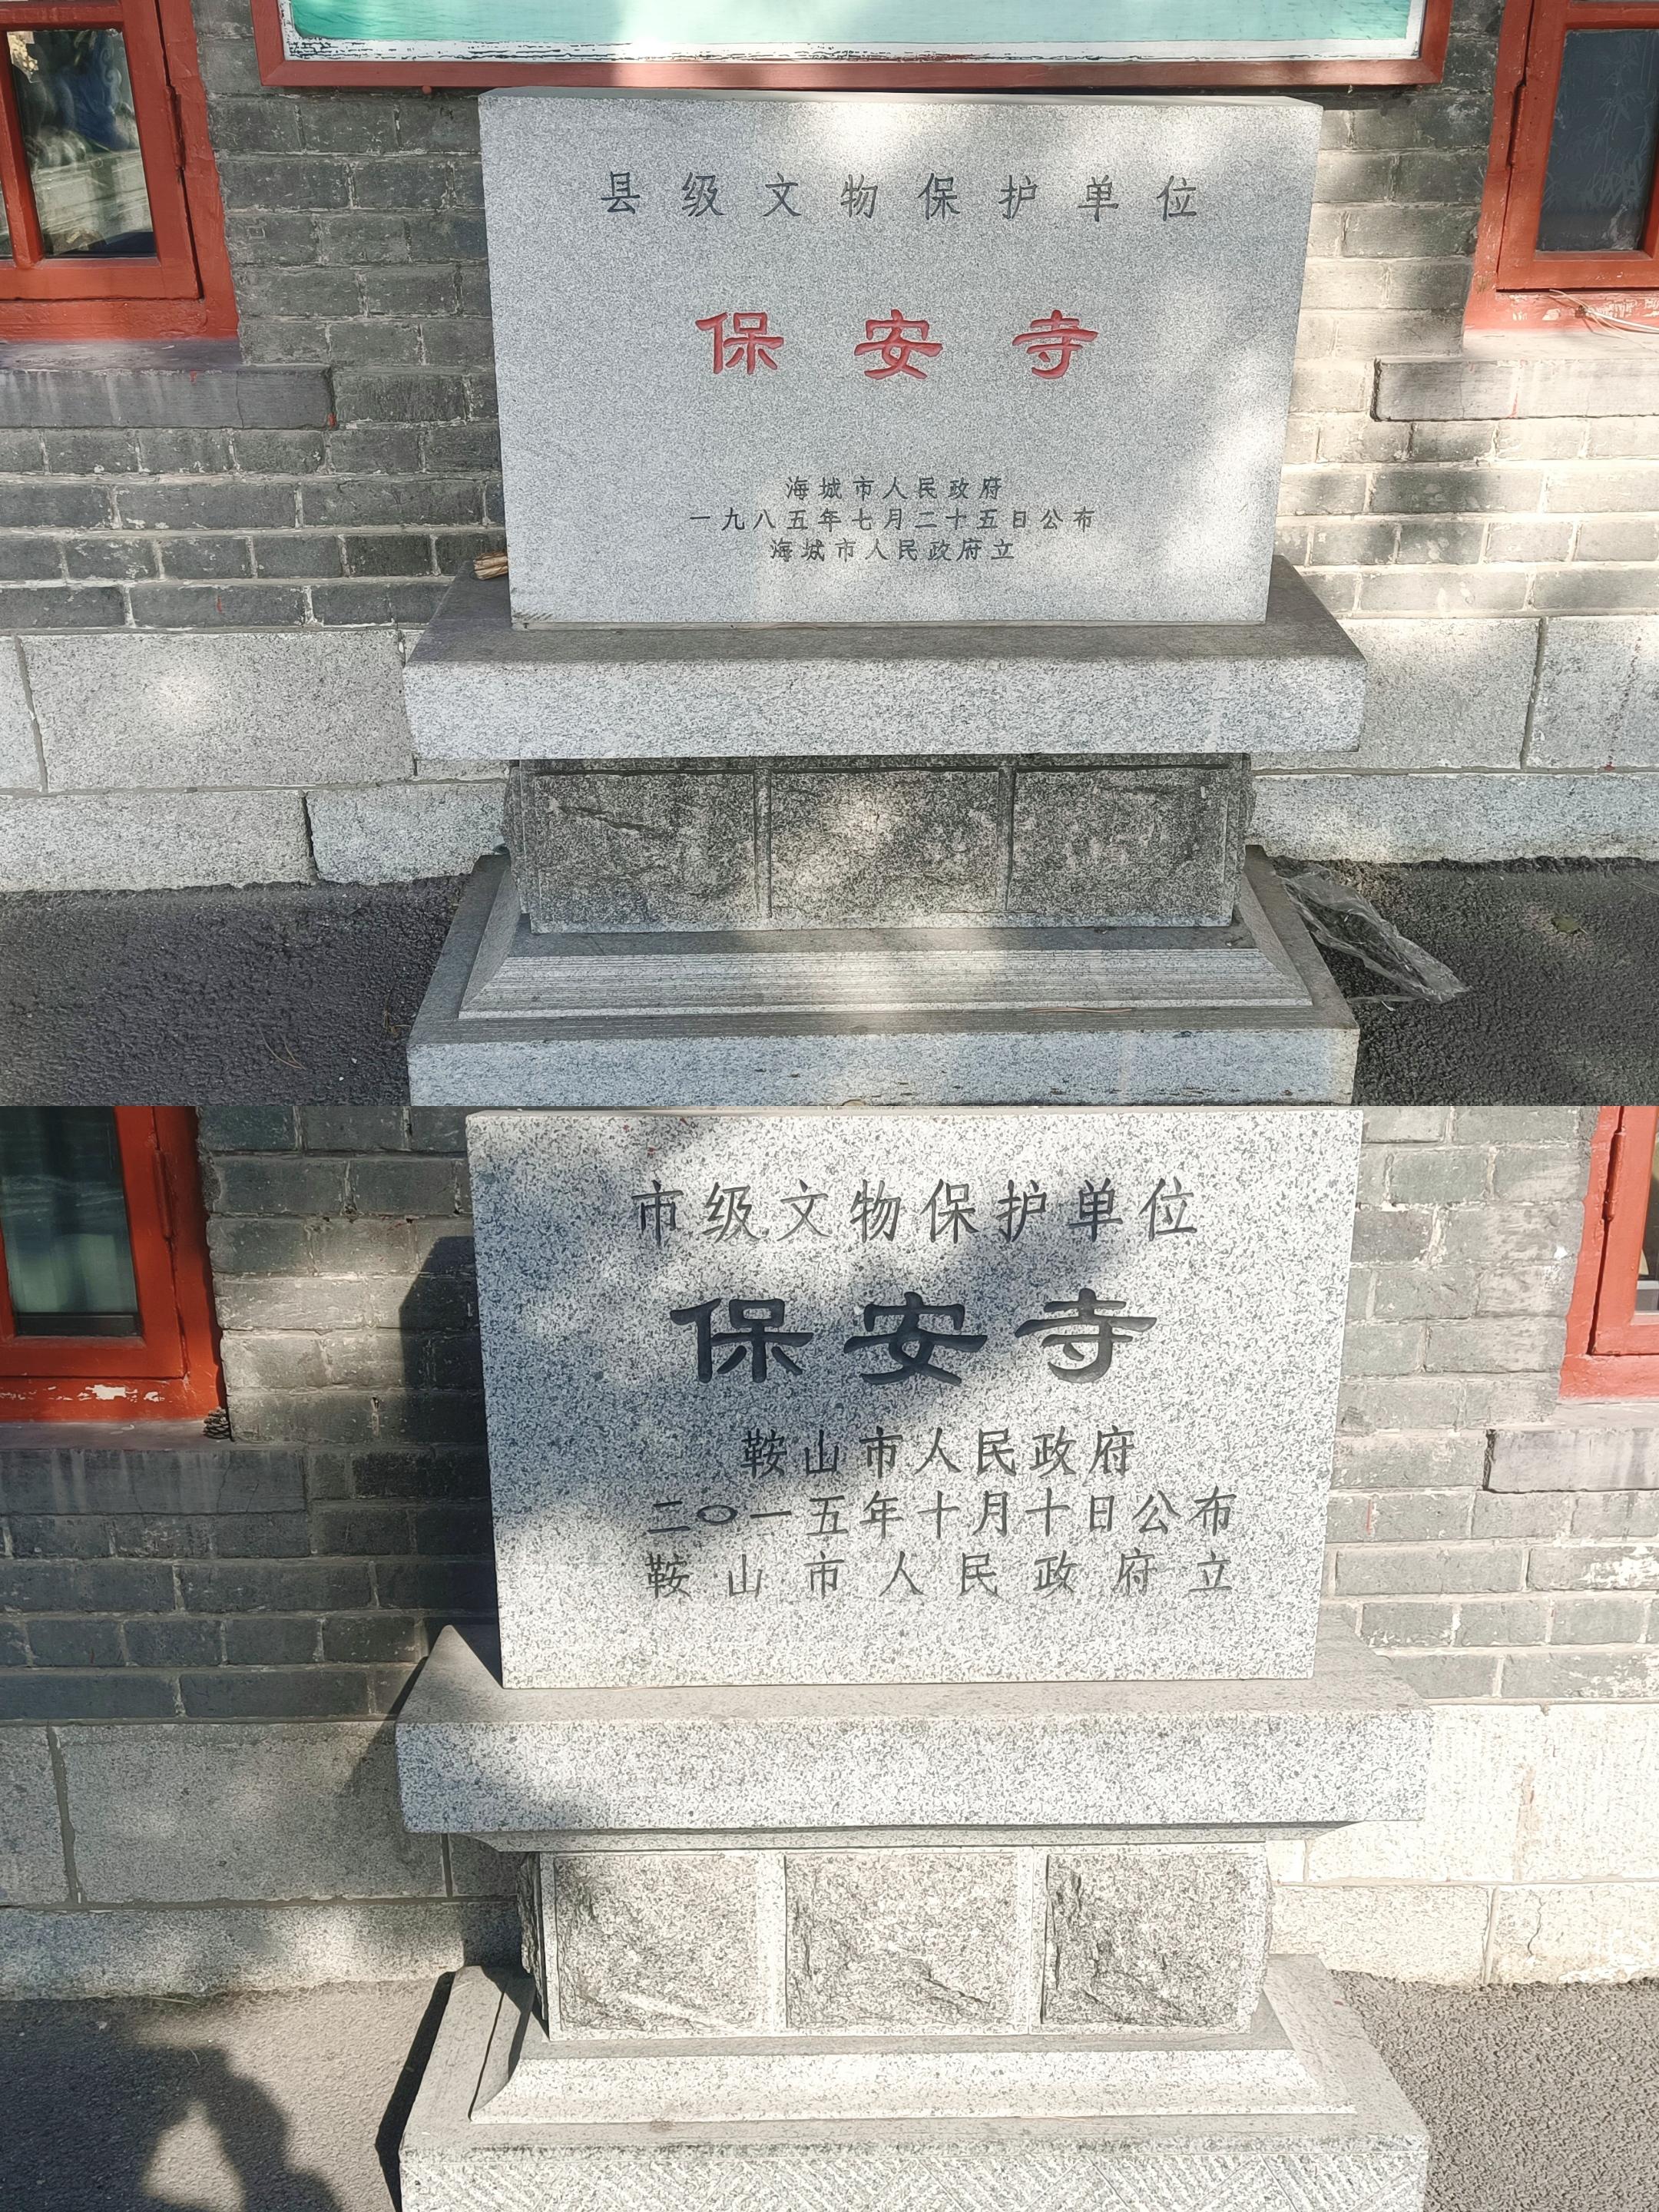 县级文物保护单位
保安寺
海城市人民政府
一九八五年七月二十五日公布
海城市人民政府立
市级文物保护单位
保安寺
鞍山市人民政府
二〇一五年十月十日公布
鞍山市人民政府立